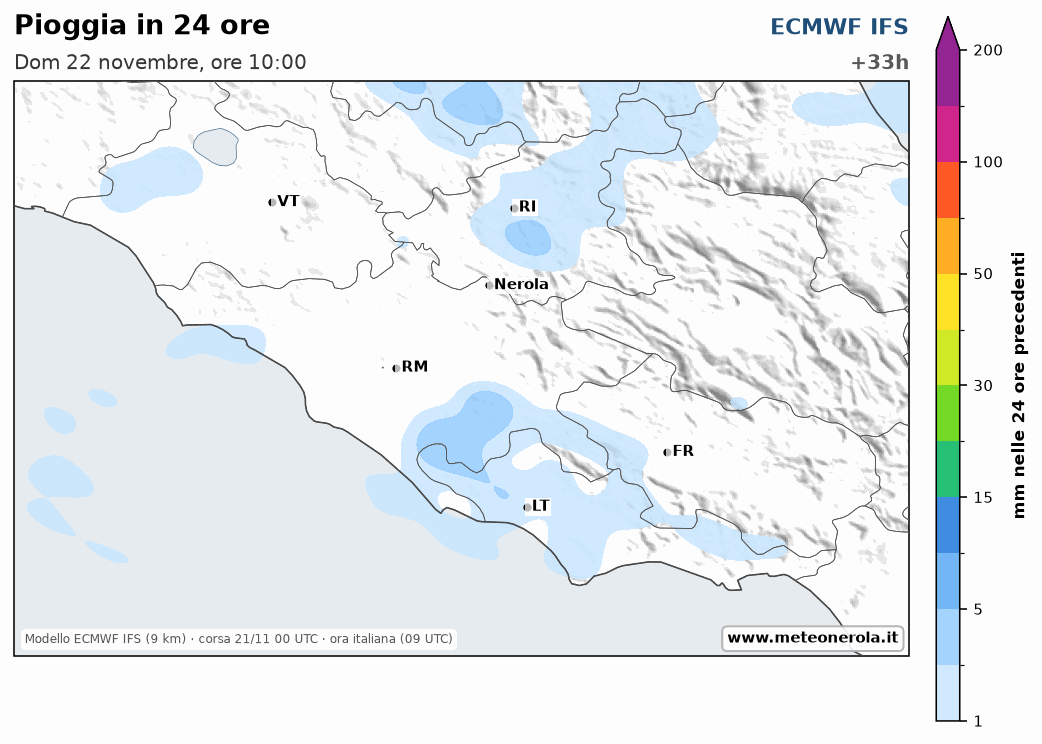 Pioggia in 24 ore
ECMWF IFS
Dom 22 novembre, ore 10:00
+33h
200
100
50
30
15
5
1
mm nelle 24 ore precedenti
VT
RI
Nerola
RM
FR
LT
Modello ECMWF IFS (9 km) · corsa 21/11 00 UTC · ora italiana (09 UTC)
www.meteonerola.it